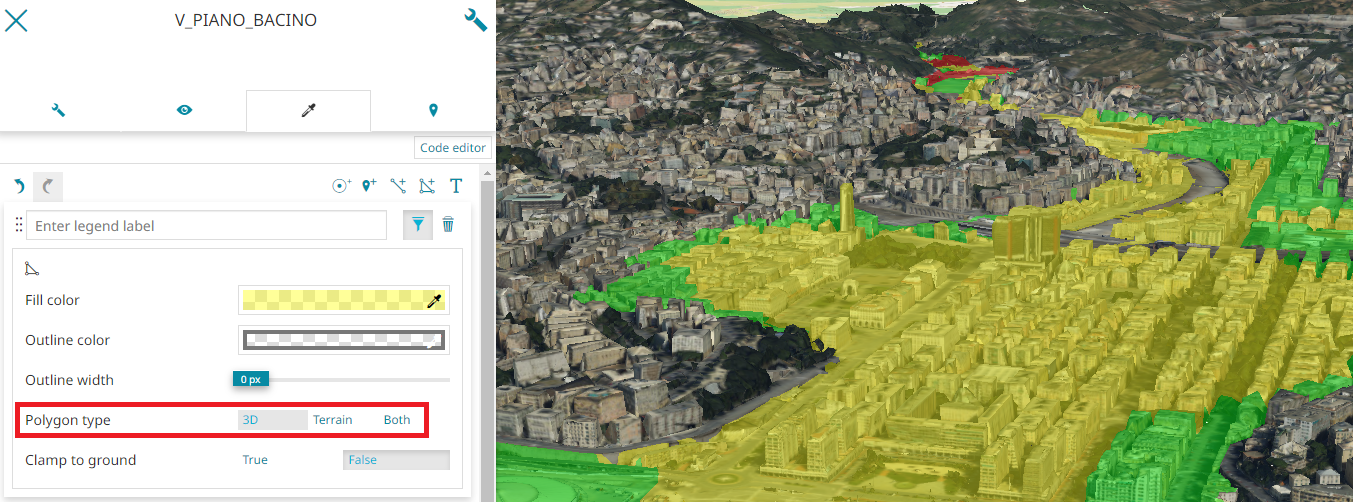 V_PIANO_BACINO
Code editor
T
Enter legend label
Fill color
Outline color
Outline width 0 px
Polygon type 3D Terrain Both
Clamp to ground True False